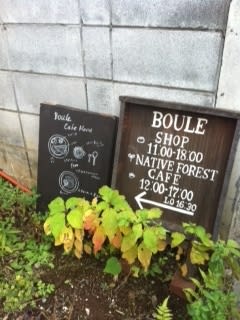 BOULE
Cafe Menu
BOULE
SHOP
11.00-18:00
NATIVE FOREST
CAFE
12:00-17:00
LO 16.30